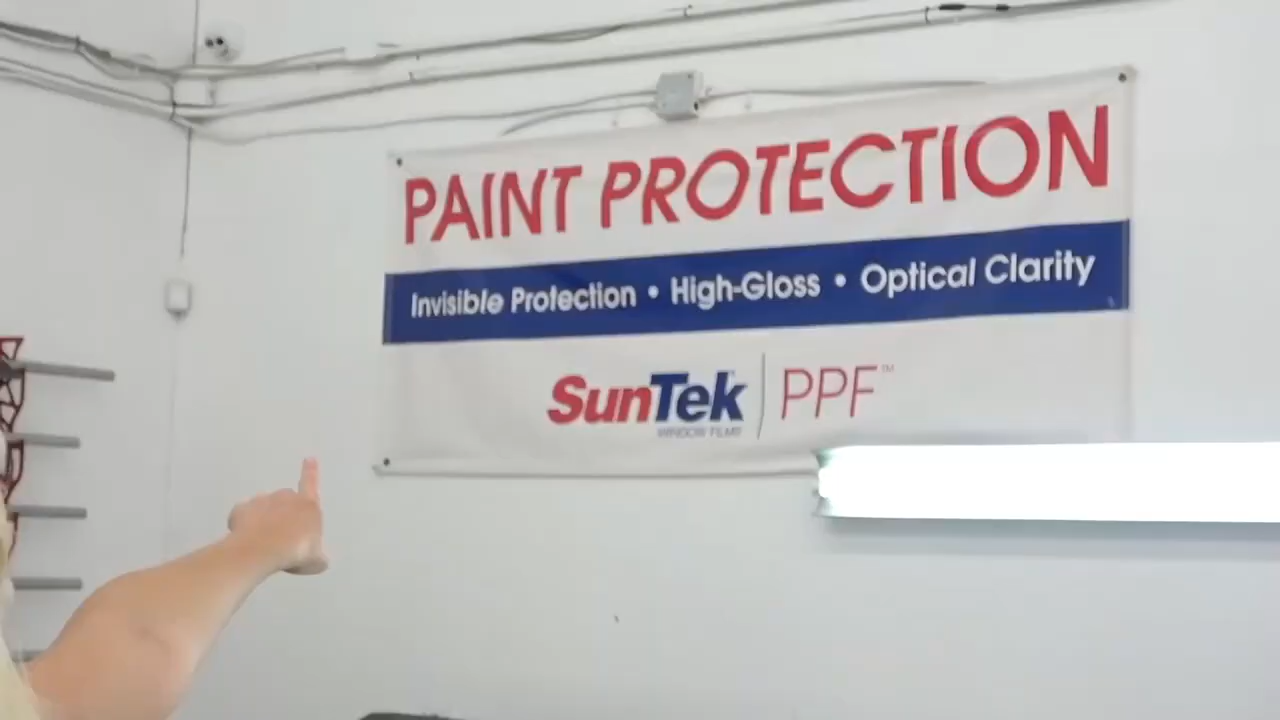 PAINT PROTECTION
Invisible Protection • High-Gloss • Optical Clarity
SunTek | PPF™
WINDOW FILMS